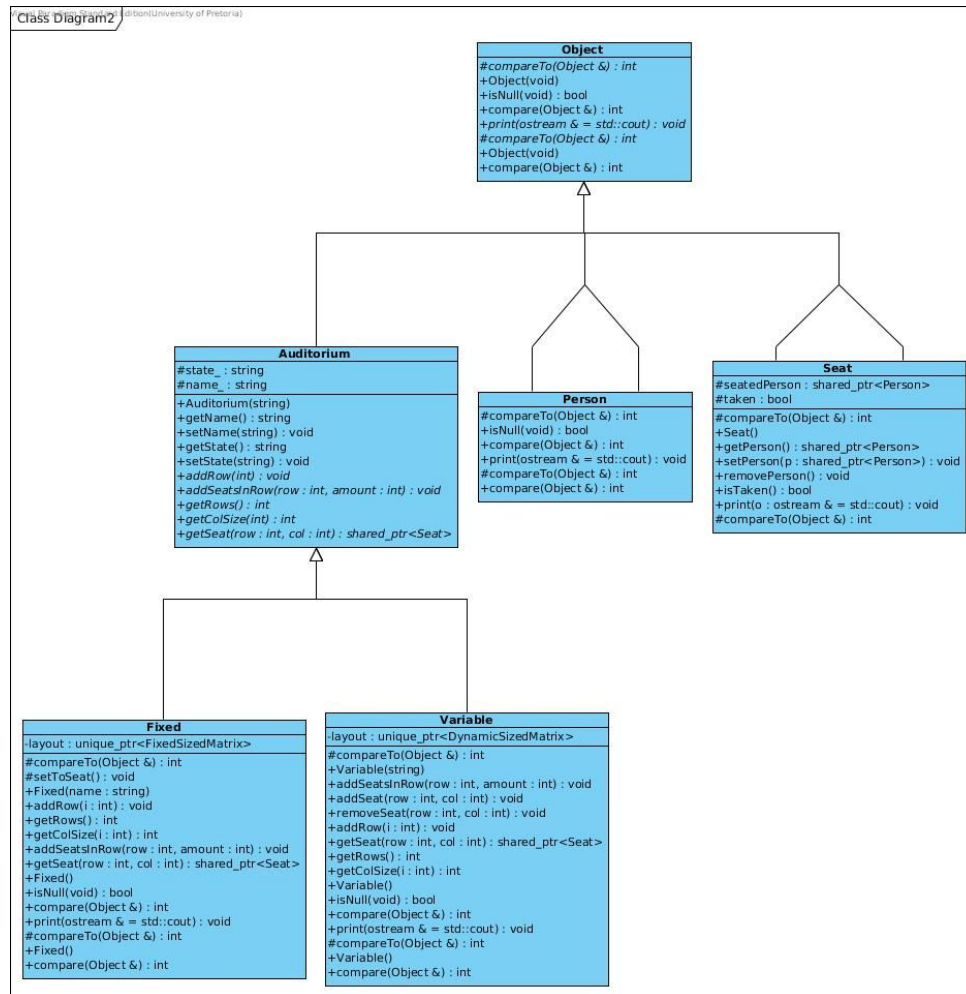 Visual Paradigm Standard Edition(University of Pretoria)
Class Diagram2
Object
#compareTo(Object &) : int
+Object(void)
+isNull(void) : bool
+compare(Object &) : int
+print(ostream & = std::cout) : void
#compareTo(Object &) : int
+Object(void)
+compare(Object &) : int
Auditorium
#state_ : string
#name_ : string
+Auditorium(string)
+getName() : string
+setName(string) : void
+getState() : string
+setState(string) : void
+addRow(int) : void
+addSeatsInRow(row : int, amount : int) : void
+getRows() : int
+getColSize(int) : int
+getSeat(row : int, col : int) : shared_ptr<Seat>
Person
#compareTo(Object &) : int
+isNull(void) : bool
+compare(Object &) : int
+print(ostream & = std::cout) : void
#compareTo(Object &) : int
+compare(Object &) : int
Seat
#seatedPerson : shared_ptr<Person>
#taken : bool
#compareTo(Object &) : int
+Seat()
+getPerson() : shared_ptr<Person>
+setPerson(p : shared_ptr<Person>) : void
+removePerson() : void
+isTaken() : bool
+print(o : ostream & = std::cout) : void
#compareTo(Object &) : int
Fixed
-layout : unique_ptr<FixedSizedMatrix>
#compareTo(Object &) : int
#setToSeat() : void
+Fixed(name : string)
+addRow(i : int) : void
+getRows() : int
+getColSize(i : int) : int
+addSeatsInRow(row : int, amount : int) : void
+getSeat(row : int, col : int) : shared_ptr<Seat>
+Fixed()
+isNull(void) : bool
+compare(Object &) : int
+print(ostream & = std::cout) : void
#compareTo(Object &) : int
+Fixed()
+compare(Object &) : int
Variable
-layout : unique_ptr<DynamicSizedMatrix>
#compareTo(Object &) : int
+Variable(string)
+addSeatsInRow(row : int, amount : int) : void
+addSeat(row : int, col : int) : void
+removeSeat(row : int, col : int) : void
+addRow(i : int) : void
+getSeat(row : int, col : int) : shared_ptr<Seat>
+getRows() : int
+getColSize(i : int) : int
+Variable()
+isNull(void) : bool
+compare(Object &) : int
+print(ostream & = std::cout) : void
#compareTo(Object &) : int
+Variable()
+compare(Object &) : int